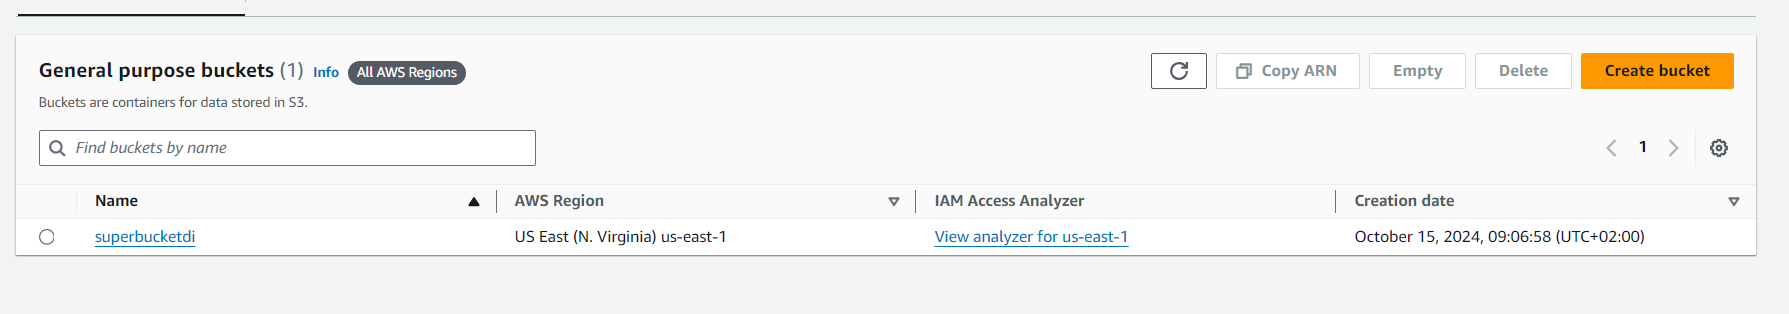 General purpose buckets (1) Info All AWS Regions
Copy ARN Empty Delete Create bucket
Buckets are containers for data stored in S3.
Find buckets by name
1
Name AWS Region IAM Access Analyzer Creation date
superbucketdi US East (N. Virginia) us-east-1 View analyzer for us-east-1 October 15, 2024, 09:06:58 (UTC+02:00)